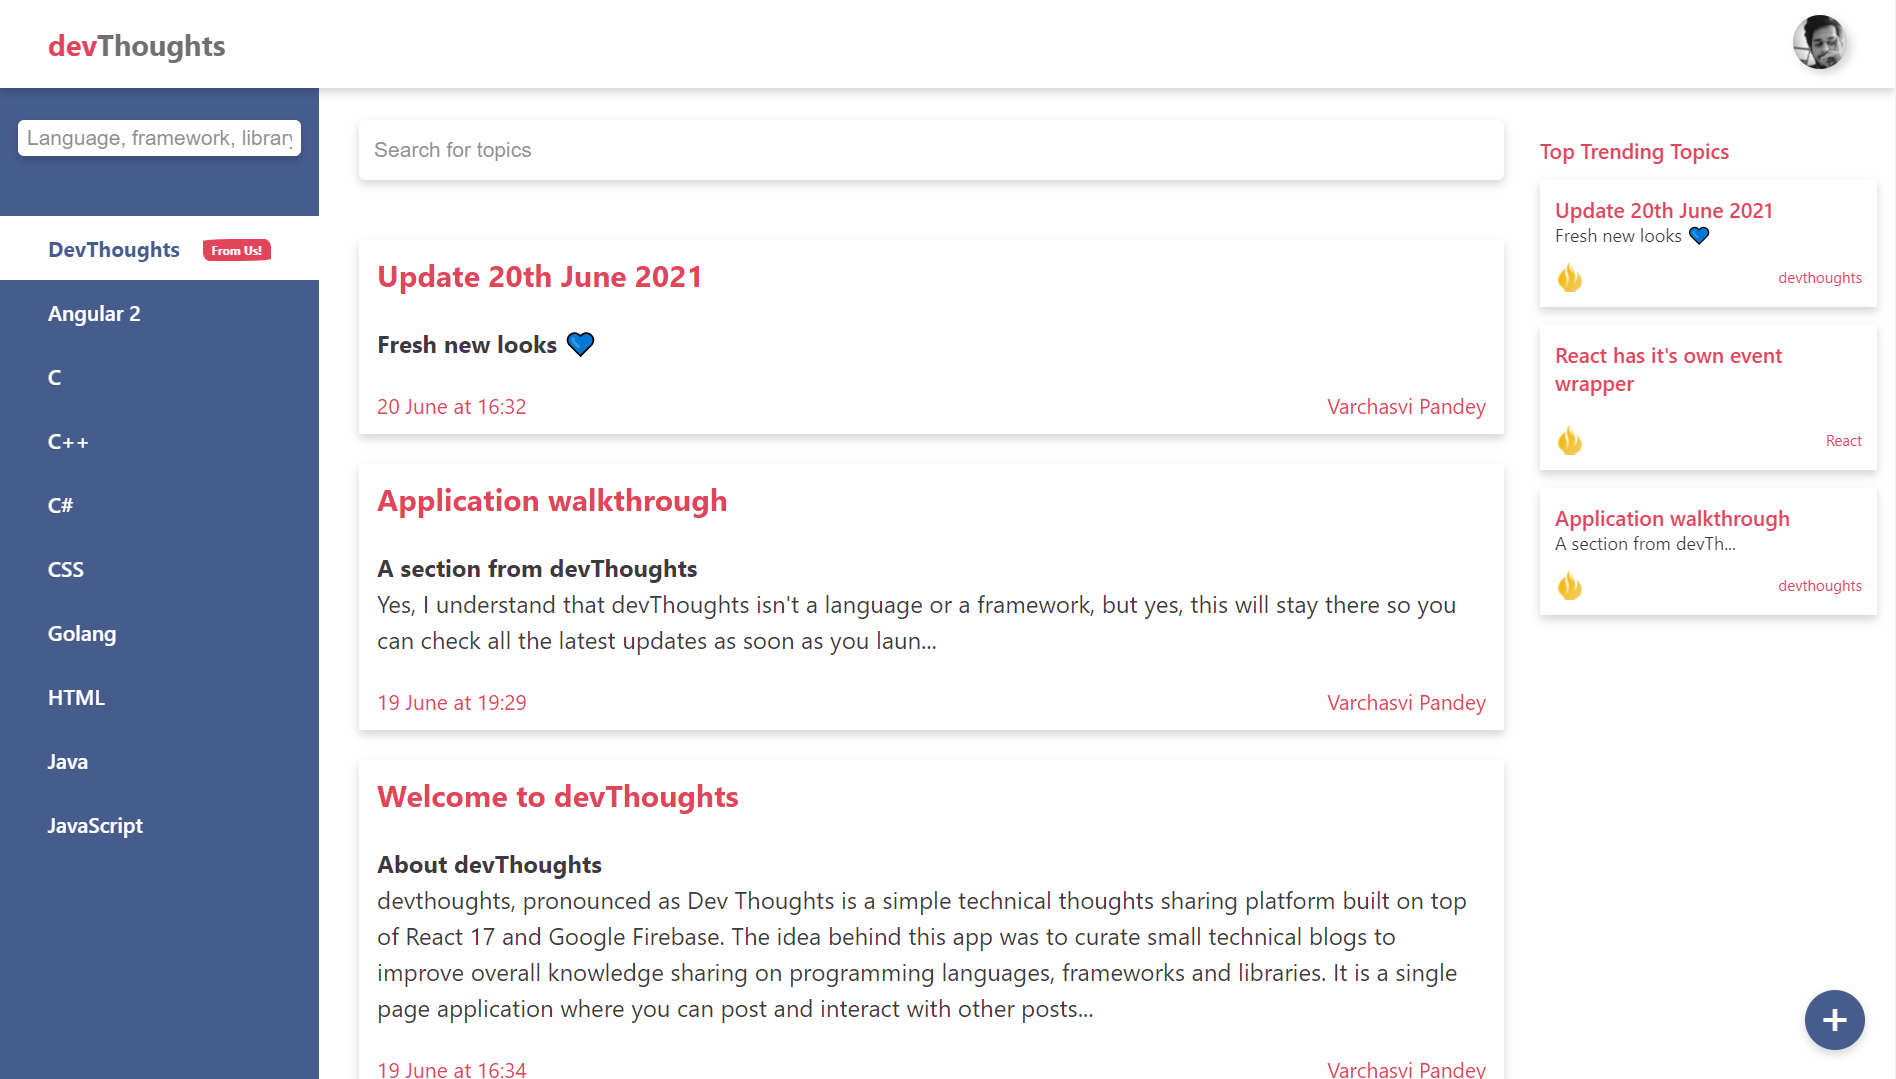 devThoughts
Language, framework, library
DevThoughts From Us!
Angular 2
C
C++
C#
CSS
Golang
HTML
Java
JavaScript
Search for topics
Update 20th June 2021
Fresh new looks 💙
20 June at 16:32 Varchasvi Pandey
Application walkthrough
A section from devThoughts
Yes, I understand that devThoughts isn't a language or a framework, but yes, this will stay there so you
can check all the latest updates as soon as you laun...
19 June at 19:29 Varchasvi Pandey
Welcome to devThoughts
About devThoughts
devthoughts, pronounced as Dev Thoughts is a simple technical thoughts sharing platform built on top
of React 17 and Google Firebase. The idea behind this app was to curate small technical blogs to
improve overall knowledge sharing on programming languages, frameworks and libraries. It is a single
page application where you can post and interact with other posts...
19 June at 16:34 Varchasvi Pandey
Top Trending Topics
Update 20th June 2021
Fresh new looks 💙
devthoughts
React has it's own event
wrapper
React
Application walkthrough
A section from devTh...
devthoughts
+